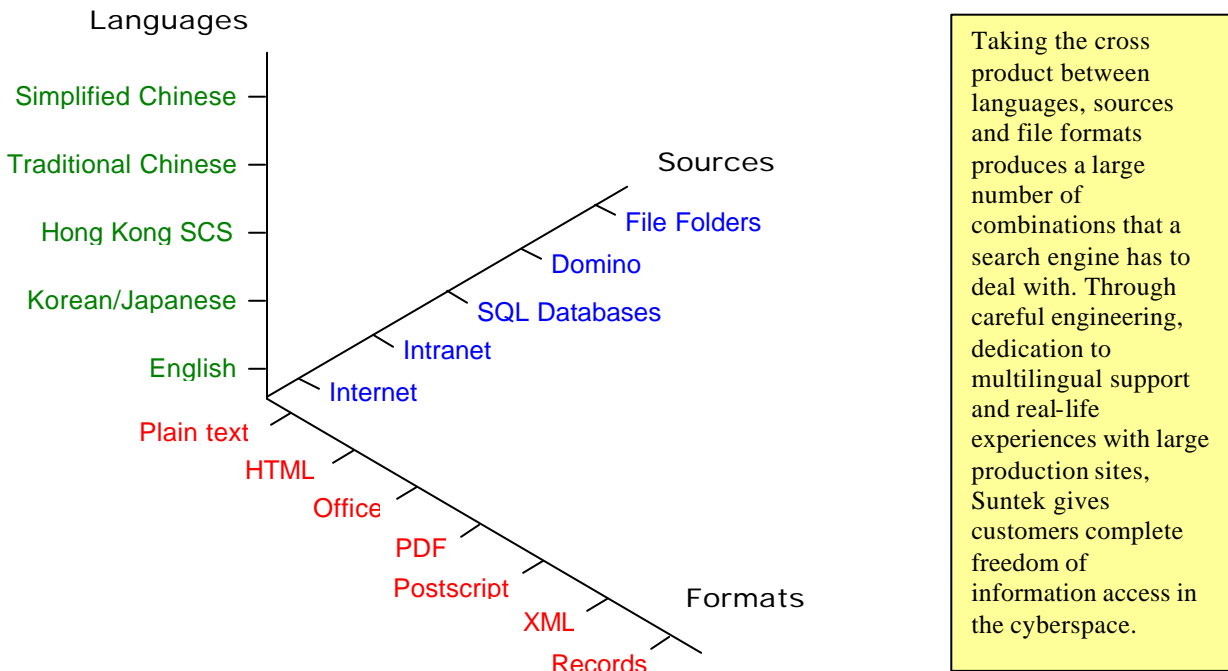 Languages
Simplified Chinese
Traditional Chinese
Hong Kong SCS
Korean/Japanese
English
Sources
File Folders
Domino
SQL Databases
Intranet
Internet
Plain text
HTML
Office
PDF
Postscript
XML
Records
Formats
Taking the cross
product between
languages, sources
and file formats
produces a large
number of
combinations that a
search engine has to
deal with. Through
careful engineering,
dedication to
multilingual support
and real-life
experiences with large
production sites,
Suntek gives
customers complete
freedom of
information access in
the cyberspace.